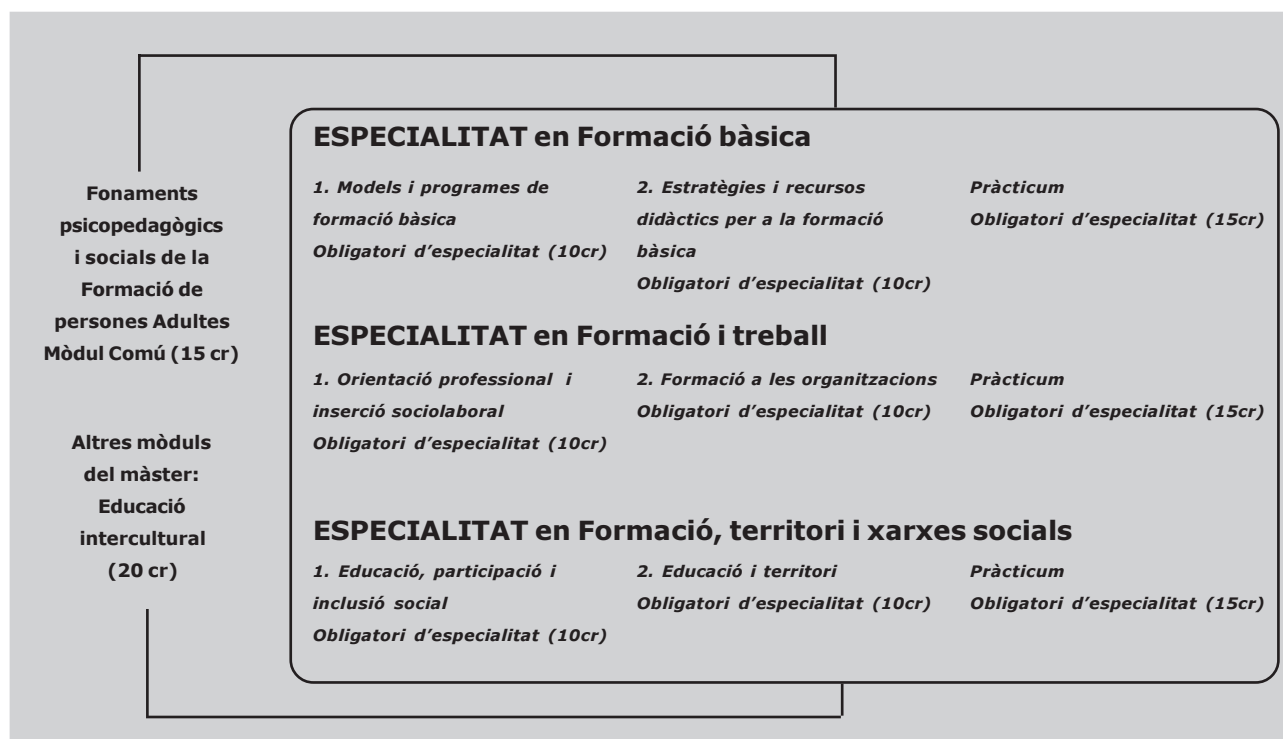 Fonaments
psicopedagògics
i socials de la
Formació de
persones Adultes
Mòdul Comú (15 cr)
Altres mòduls
del màster:
Educació
intercultural
(20 cr)
ESPECIALITAT en Formació bàsica
1. Models i programes de
formació bàsica
Obligatori d’especialitat (10cr)
2. Estratègies i recursos
didàctics per a la formació
bàsica
Obligatori d’especialitat (10cr)
Pràcticum
Obligatori d’especialitat (15cr)
ESPECIALITAT en Formació i treball
1. Orientació professional i
inserció sociolaboral
Obligatori d’especialitat (10cr)
2. Formació a les organitzacions
Obligatori d’especialitat (10cr)
Pràcticum
Obligatori d’especialitat (15cr)
ESPECIALITAT en Formació, territori i xarxes socials
1. Educació, participació i
inclusió social
Obligatori d’especialitat (10cr)
2. Educació i territori
Obligatori d’especialitat (10cr)
Pràcticum
Obligatori d’especialitat (15cr)